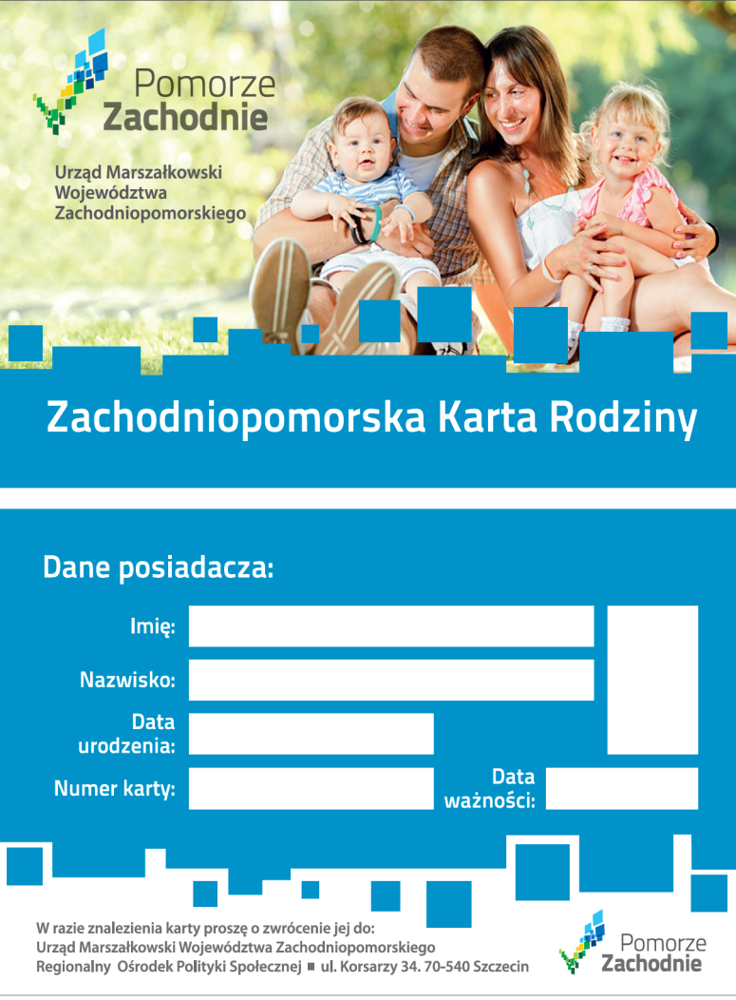 Pomorze
Zachodnie
Urząd Marszałkowski
Województwa
Zachodniopomorskiego
Zachodniopomorska Karta Rodziny
Dane posiadacza:
Imię:
Nazwisko:
Data
urodzenia:
Numer karty:
Data
ważności:
W razie znalezienia karty proszę o zwrócenie jej do:
Urząd Marszałkowski Województwa Zachodniopomorskiego
Regionalny Ośrodek Polityki Społecznej ■ ul. Korsarzy 34. 70-540 Szczecin
Pomorze
Zachodnie